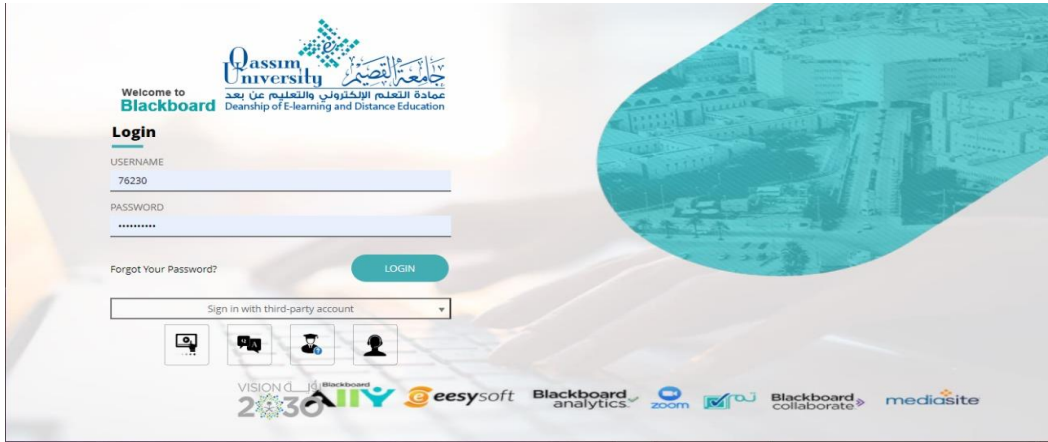 Qassim
University
جامعة القصيم
عمادة التعلم الإلكتروني والتعليم عن بعد
Deanship of E-learning and Distance Education
Welcome to
Blackboard
Login
USERNAME
76230
PASSWORD
••••••••••
Forgot Your Password?
LOGIN
Sign in with third-party account
VISION
2030
Blackboard
Ally
eesysoft
Blackboard
analytics
zoom
Blackboard
collaborate
mediasite